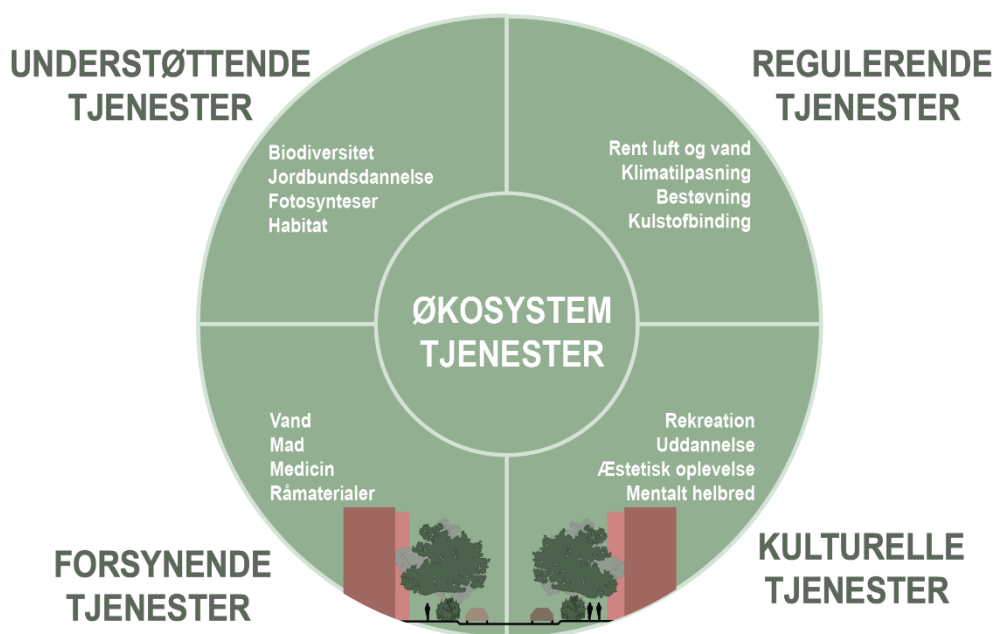 UNDERSTØTTENDE
TJENESTER
Biodiversitet
Jordbundsdannelse
Fotosynteser
Habitat
REGULERENDE
TJENESTER
Rent luft og vand
Klimatilpasning
Bestøvning
Kulstofbinding
ØKOSYSTEM
TJENESTER
Vand
Mad
Medicin
Råmaterialer
FORSYNENDE
TJENESTER
Rekreation
Uddannelse
Æstetisk oplevelse
Mentalt helbred
KULTURELLE
TJENESTER